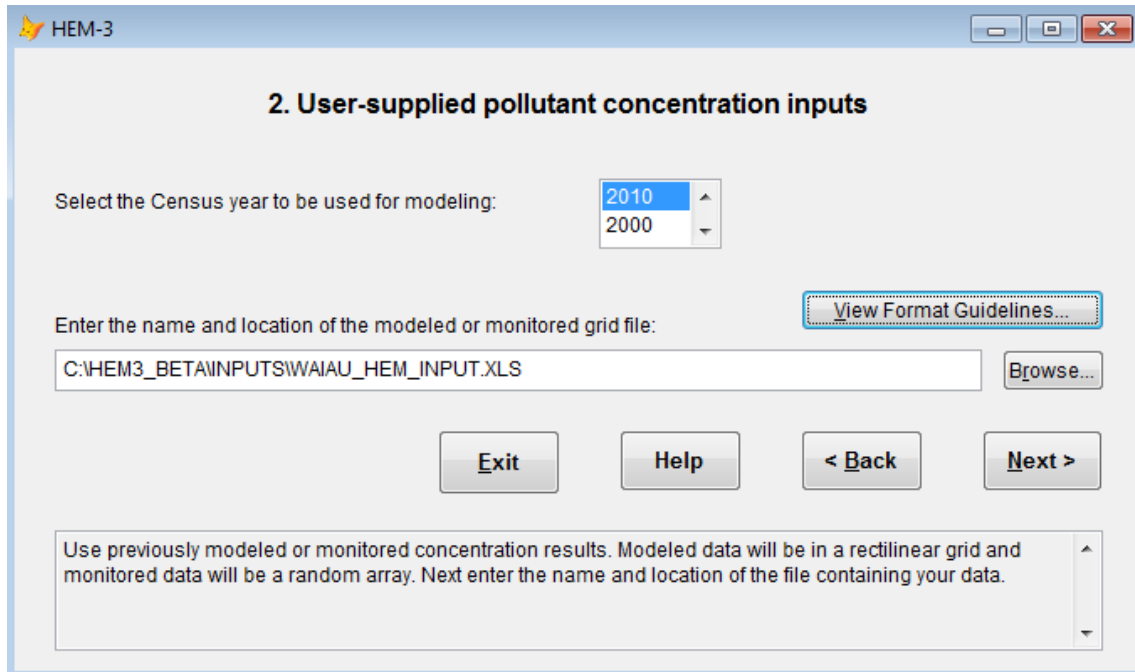 HEM-3
2. User-supplied pollutant concentration inputs
Select the Census year to be used for modeling:
2010
2000
View Format Guidelines...
Enter the name and location of the modeled or monitored grid file:
C:\HEM3_BETA\INPUTS\WAIAU_HEM_INPUT.XLS
Browse...
Exit
Help
< Back
Next >
Use previously modeled or monitored concentration results. Modeled data will be in a rectilinear grid and
monitored data will be a random array. Next enter the name and location of the file containing your data.